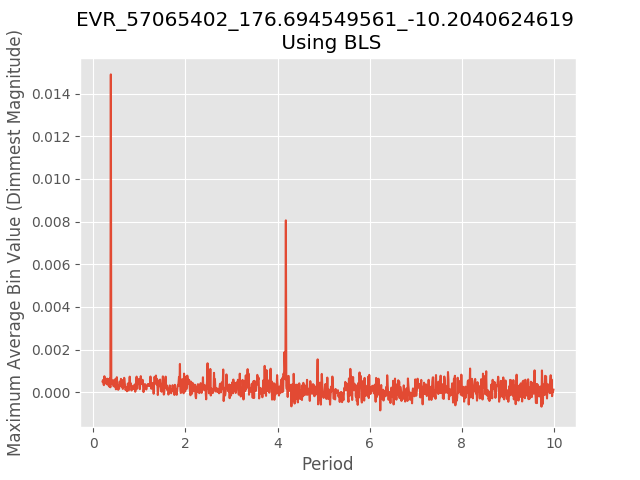 EVR_57065402_176.694549561_-10.2040624619
Using BLS
Maximum Average Bin Value (Dimmest Magnitude)
0.014
0.012
0.010
0.008
0.006
0.004
0.002
0.000
0 2 4 6 8 10
Period